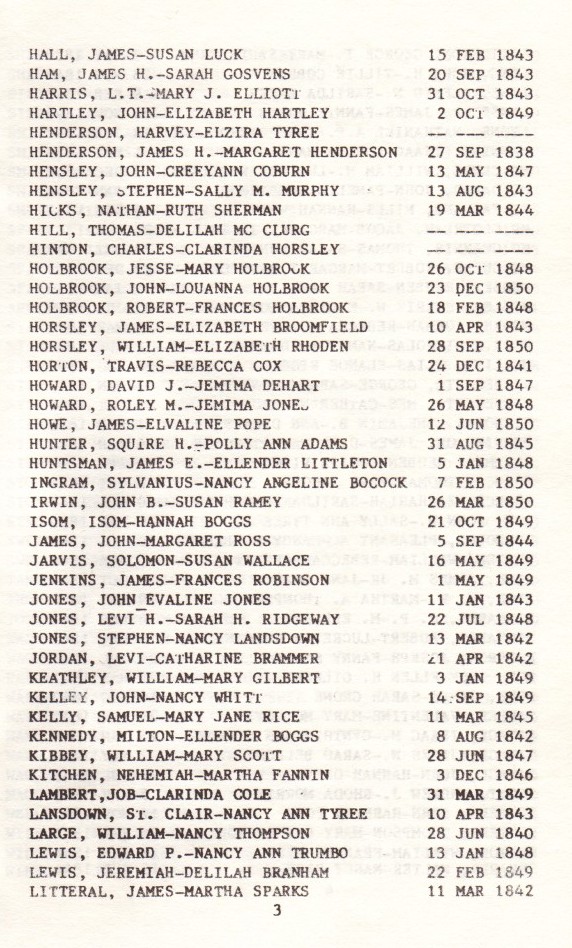 HALL, JAMES-SUSAN LUCK 15 FEB 1843
HAM, JAMES H.-SARAH GOSVENS 20 SEP 1843
HARRIS, L.T.-MARY J. ELLIOTT 31 OCT 1843
HARTLEY, JOHN-ELIZABETH HARTLEY 2 OCT 1849
HENDERSON, HARVEY-ELZIRA TYREE -- --- ----
HENDERSON, JAMES H.-MARGARET HENDERSON 27 SEP 1838
HENSLEY, JOHN-CREEYANN COBURN 13 MAY 1847
HENSLEY, STEPHEN-SALLY M. MURPHY 13 AUG 1843
HICKS, NATHAN-RUTH SHERMAN 19 MAR 1844
HILL, THOMAS-DELILAH MC CLURG -- --- ----
HINTON, CHARLES-CLARINDA HORSLEY -- --- ----
HOLBROOK, JESSE-MARY HOLBROOK 26 OCT 1848
HOLBROOK, JOHN-LOUANNA HOLBROOK 23 DEC 1850
HOLBROOK, ROBERT-FRANCES HOLBROOK 18 FEB 1848
HORSLEY, JAMES-ELIZABETH BROOMFIELD 10 APR 1843
HORSLEY, WILLIAM-ELIZABETH RHODEN 28 SEP 1850
HORTON, TRAVIS-REBECCA COX 24 DEC 1841
HOWARD, DAVID J.-JEMIMA DEHART 1 SEP 1847
HOWARD, ROLEY M.-JEMIMA JONES 26 MAY 1848
HOWE, JAMES-ELVALINE POPE 12 JUN 1850
HUNTER, SQUIRE H.-POLLY ANN ADAMS 31 AUG 1845
HUNTSMAN, JAMES E.-ELLENDER LITTLETON 5 JAN 1848
INGRAM, SYLVANIUS-NANCY ANGELINE BOCOCK 7 FEB 1850
IRWIN, JOHN B.-SUSAN RAMEY 26 MAR 1850
ISOM, ISOM-HANNAH BOGGS 21 OCT 1849
JAMES, JOHN-MARGARET ROSS 5 SEP 1844
JARVIS, SOLOMON-SUSAN WALLACE 16 MAY 1849
JENKINS, JAMES-FRANCES ROBINSON 11 MAY 1849
JONES, JOHN_EVALINE JONES 11 JAN 1843
JONES, LEVI H.-SARAH H. RIDGEWAY 22 JUL 1848
JONES, STEPHEN-NANCY LANDSDOWN 13 MAR 1842
JORDAN, LEVI-CATHARINE BRAMMER 21 APR 1842
KEATHLEY, WILLIAM-MARY GILBERT 3 JAN 1849
KELLEY, JOHN-NANCY WHITT 14 SEP 1849
KELLY, SAMUEL-MARY JANE RICE 11 MAR 1845
KENNEDY, MILTON-ELLENDER BOGGS 8 AUG 1842
KIBBEY, WILLIAM-MARY SCOTT 28 JUN 1847
KITCHEN, NEHEMIAH-MARTHA FANNIN 3 DEC 1846
LAMBERT,JOB-CLARINDA COLE 31 MAR 1849
LANSDOWN, ST. CLAIR-NANCY ANN TYREE 10 APR 1843
LARGE, WILLIAM-NANCY THOMPSON 28 JUN 1840
LEWIS, EDWARD P.-NANCY ANN TRUMBO 13 JAN 1848
LEWIS, JEREMIAH-DELILAH BRANHAM 22 FEB 1849
LITTERAL, JAMES-MARTHA SPARKS 11 MAR 1842
3